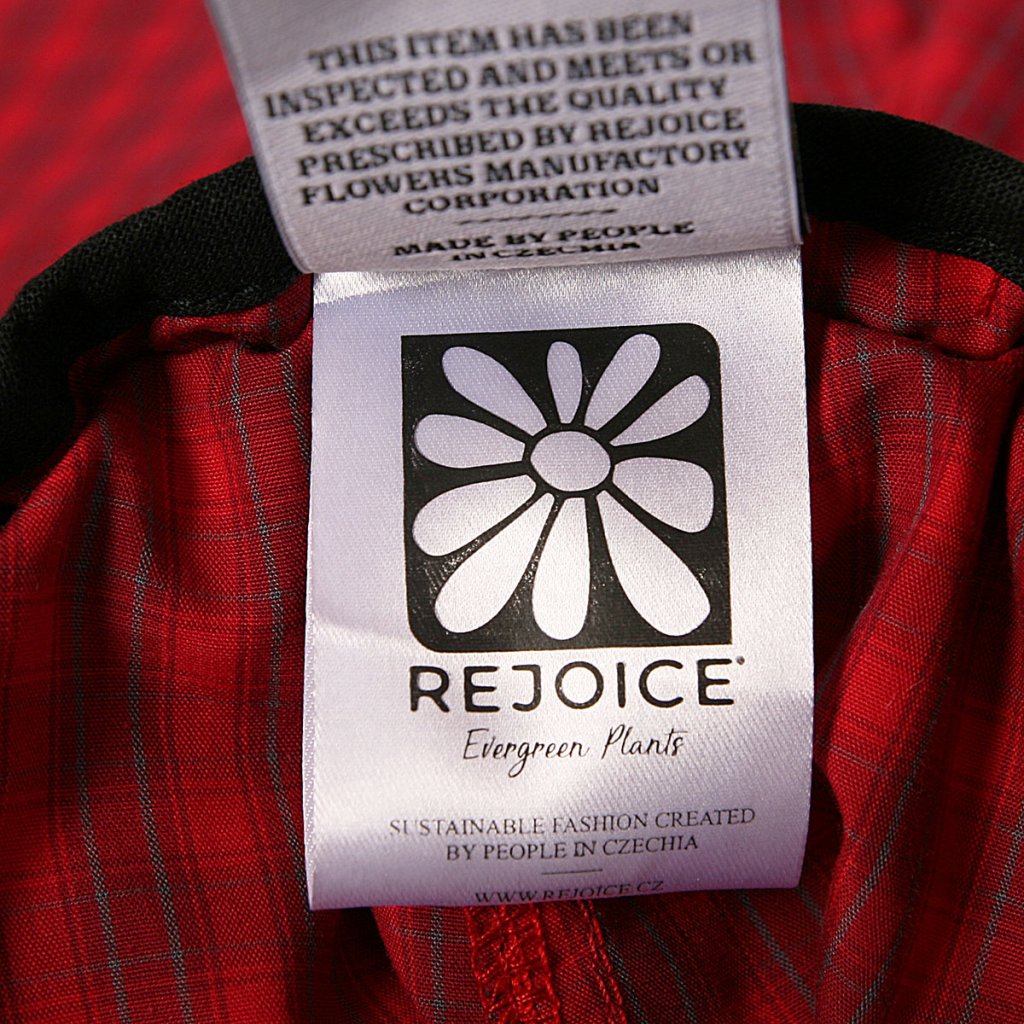 THIS ITEM HAS BEEN
INSPECTED AND MEETS OR
EXCEEDS THE QUALITY
PRESCRIBED BY REJOICE
FLOWERS MANUFACTORY
CORPORATION
MADE BY PEOPLE
IN CZECHIA
REJOICE
Evergreen Plants
SUSTAINABLE FASHION CREATED
BY PEOPLE IN CZECHIA
WWW.REJOICE.CZ